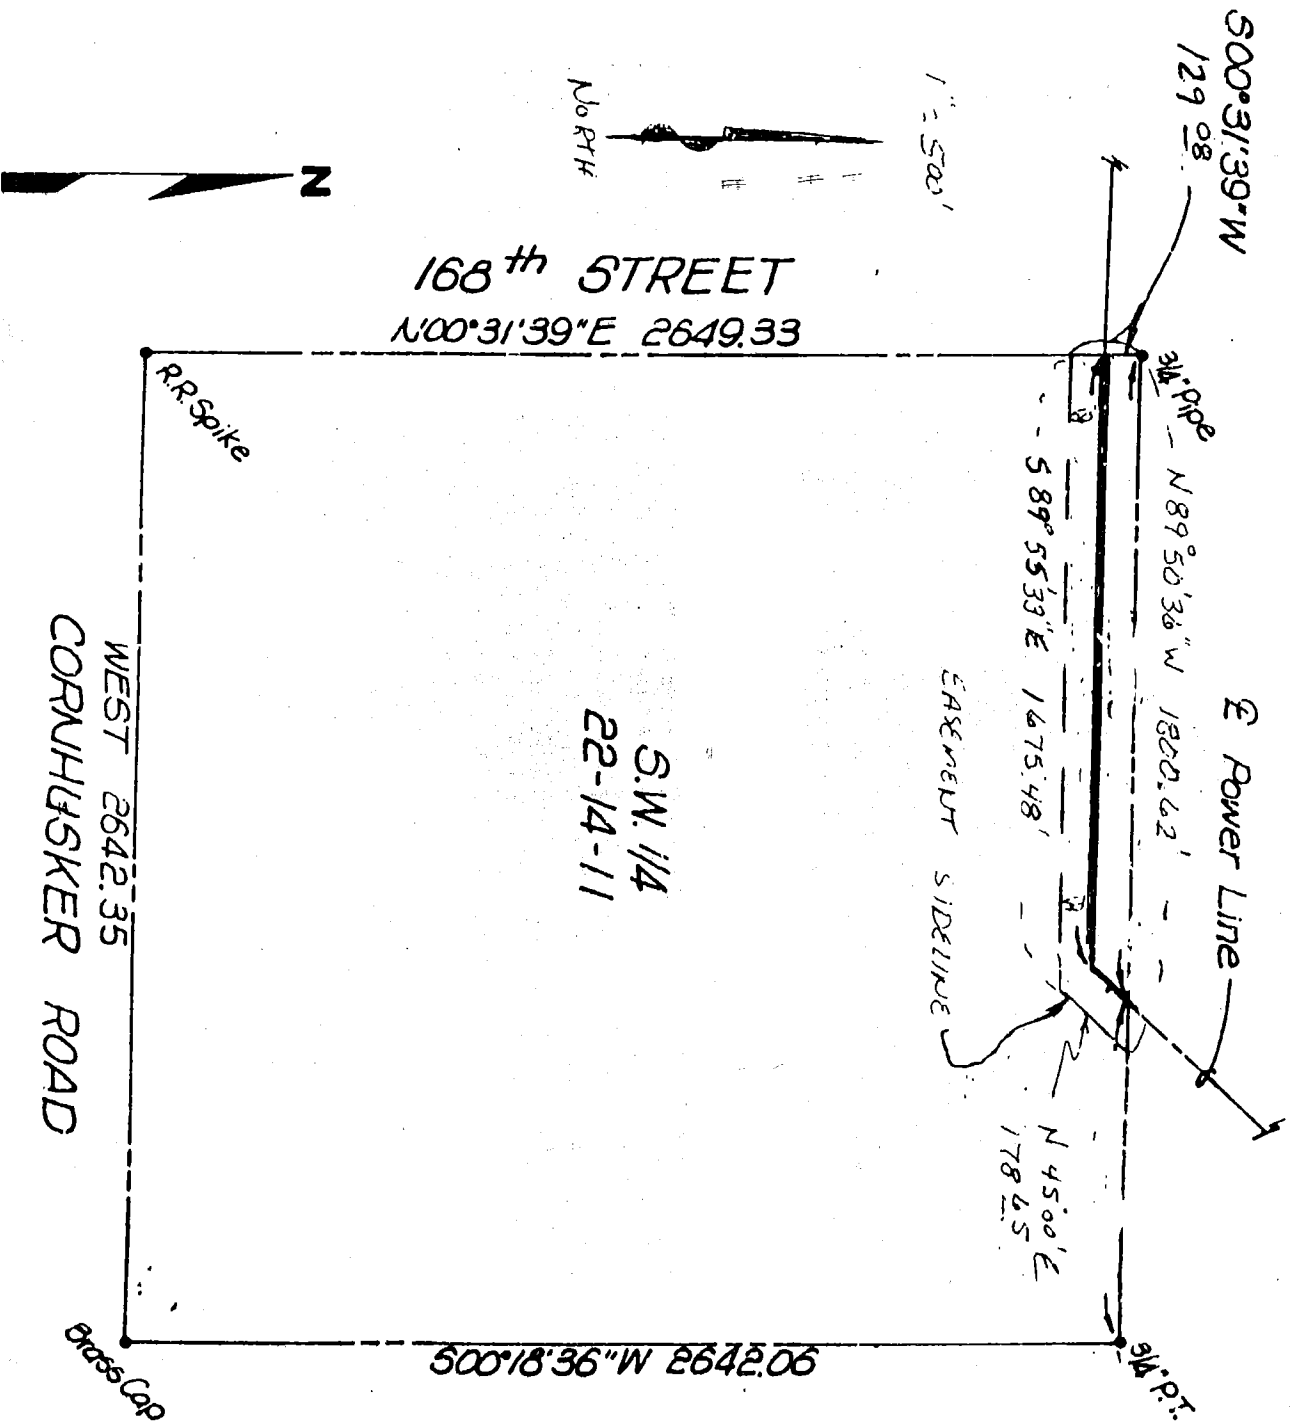 S00°31'39"W
129.08
1" = 500'
NORTH
N
168th STREET
N00°31'39"E 2649.33
3/4" Pipe
R.R. Spike
N 89° 50' 36" W 1800.62'
S 89° 55' 33" E 1675.48'
℄ Power Line
EASEMENT SIDELINE
S.W. 1/4
22-14-11
WEST 2642.35
CORNHUSKER ROAD
N 45°00' E
178.65
S00°18'36"W 2642.06
Brass Cap
3/4" P.T.